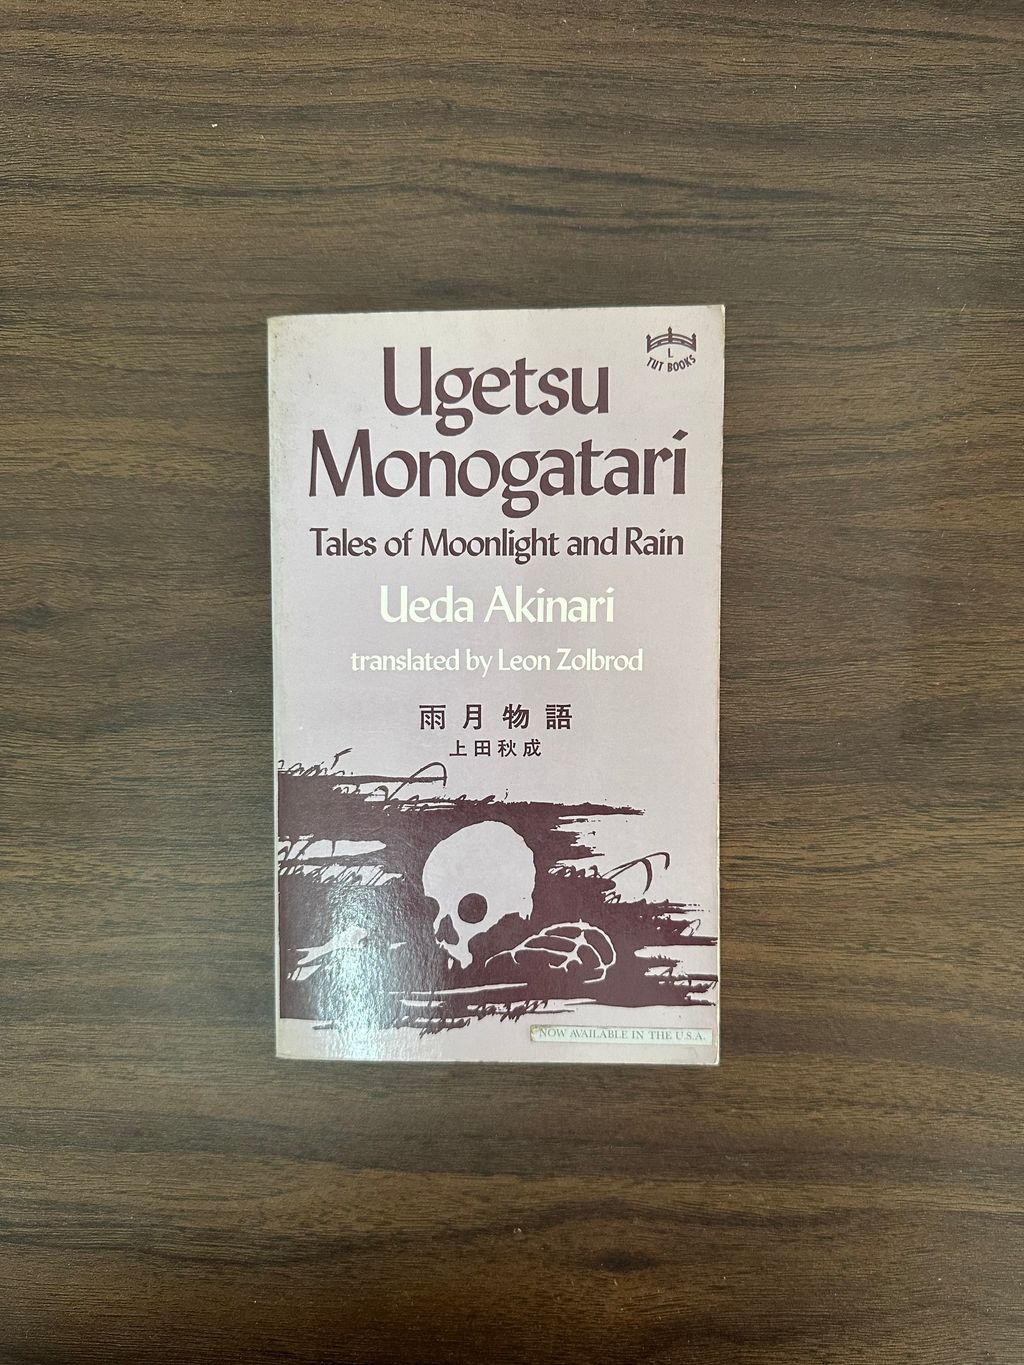 L
TUT BOOKS
Ugetsu
Monogatari
Tales of Moonlight and Rain
Ueda Akinari
translated by Leon Zolbrod
雨月物語
上田秋成
NOW AVAILABLE IN THE U.S.A.